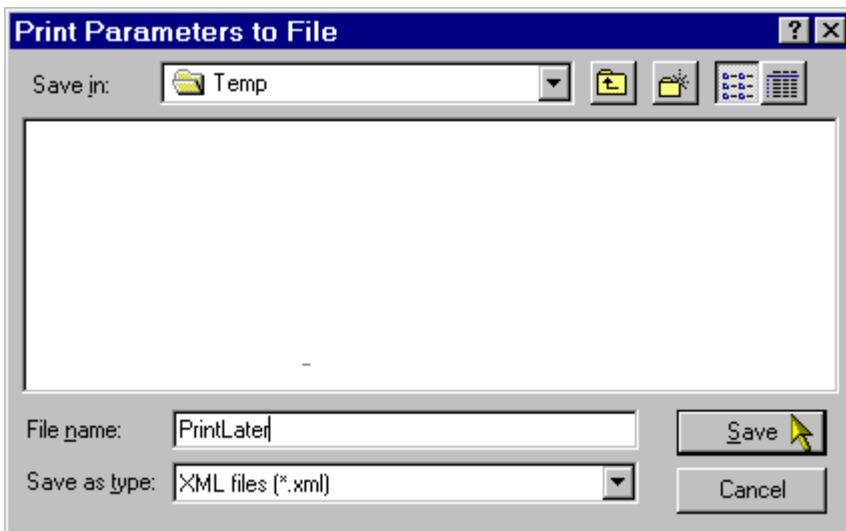 Print Parameters to File
Save in: Temp
File name: PrintLater Save
Save as type: XML files (*.xml) Cancel